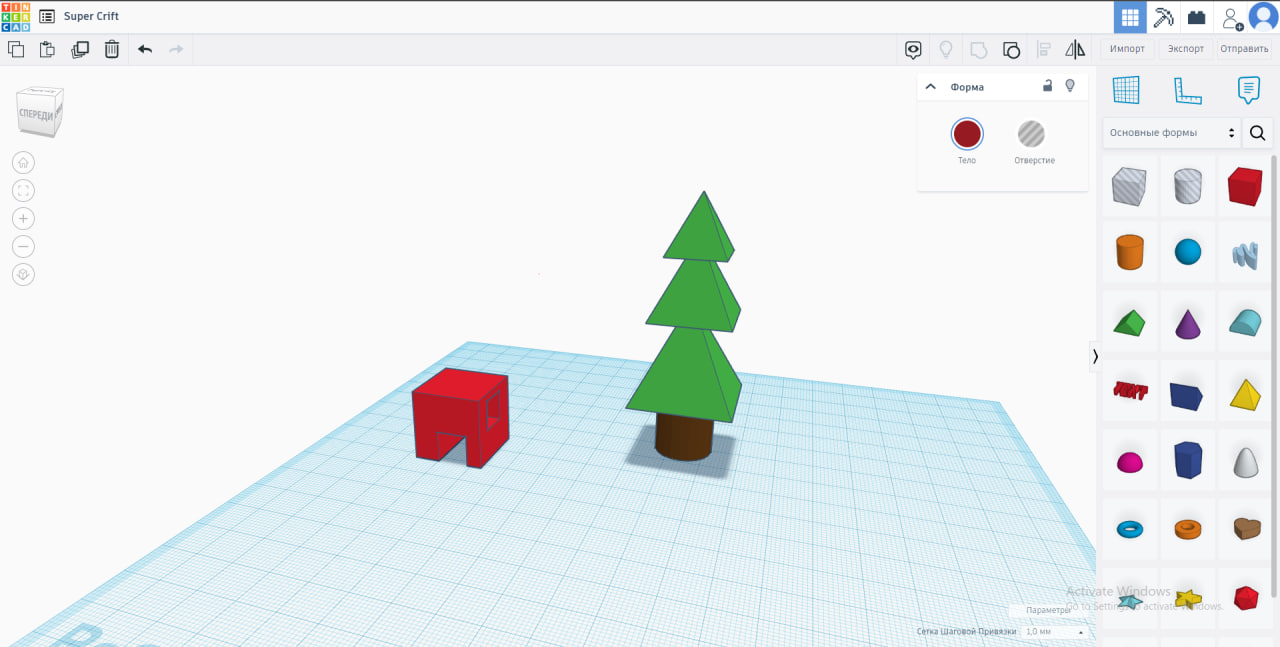 TIN
KER
CAD
Super Crift
Импорт
Экспорт
Отправить
СПЕРЕДИ
Форма
Тело
Отверстие
Основные формы
Activate Windows
Go to Settings to activate Windows.
Параметры
Сетка Шаговой Привязки
1,0 мм